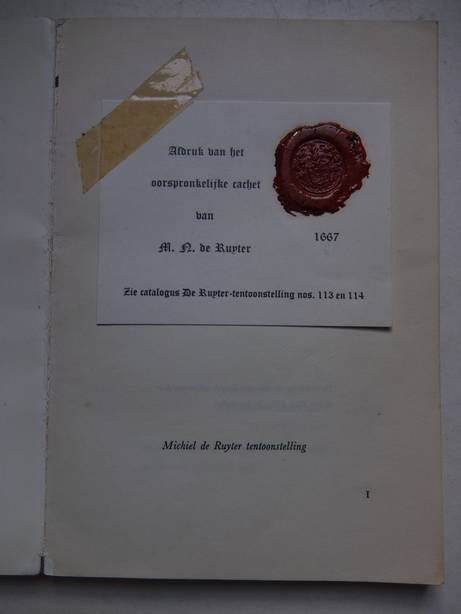 Afdruk van het
oorspronkelijke cachet
van
M. A. de Ruyter
1667
Zie catalogus De Ruyter-tentoonstelling nos. 113 en 114
Michiel de Ruyter tentoonstelling
I